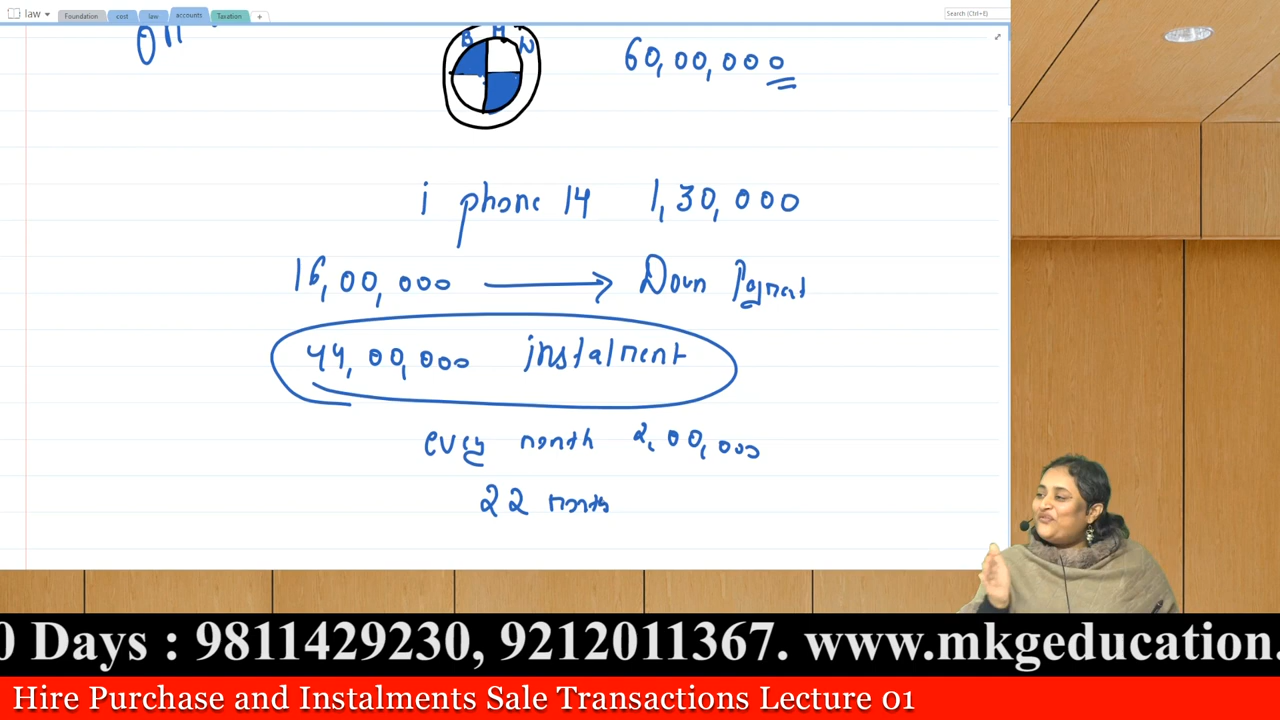 law
Foundation
cost
law
accounts
Taxation
+
Search (Ctrl+E)
B M W
60,00,000
i phone 14 1,30,000
16,00,000 → Down Payment
44,00,000 instalment
every month 2,00,000
22 month
0 Days : 9811429230, 9212011367. www.mkgeducation.
Hire Purchase and Instalments Sale Transactions Lecture 01